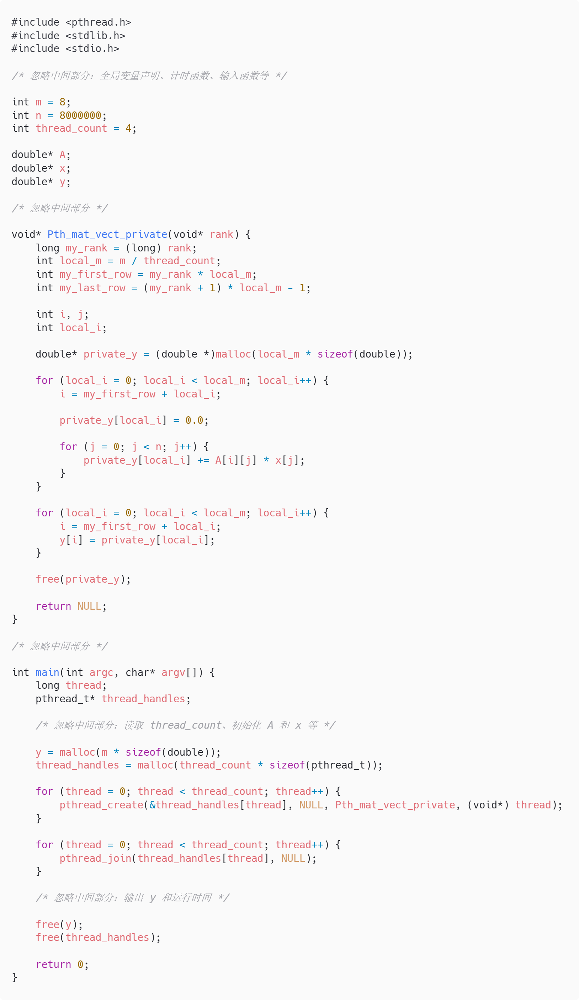 #include <pthread.h>
#include <stdlib.h>
#include <stdio.h>

/* 忽略中间部分：全局变量声明、计时函数、输入函数等 */

int m = 8;
int n = 8000000;
int thread_count = 4;

double* A;
double* x;
double* y;

/* 忽略中间部分 */

void* Pth_mat_vect_private(void* rank) {
    long my_rank = (long) rank;
    int local_m = m / thread_count;
    int my_first_row = my_rank * local_m;
    int my_last_row = (my_rank + 1) * local_m - 1;

    int i, j;
    int local_i;

    double* private_y = (double *)malloc(local_m * sizeof(double));

    for (local_i = 0; local_i < local_m; local_i++) {
        i = my_first_row + local_i;

        private_y[local_i] = 0.0;

        for (j = 0; j < n; j++) {
            private_y[local_i] += A[i][j] * x[j];
        }
    }

    for (local_i = 0; local_i < local_m; local_i++) {
        i = my_first_row + local_i;
        y[i] = private_y[local_i];
    }

    free(private_y);

    return NULL;
}

/* 忽略中间部分 */

int main(int argc, char* argv[]) {
    long thread;
    pthread_t* thread_handles;

    /* 忽略中间部分：读取 thread_count、初始化 A 和 x 等 */

    y = malloc(m * sizeof(double));
    thread_handles = malloc(thread_count * sizeof(pthread_t));

    for (thread = 0; thread < thread_count; thread++) {
        pthread_create(&thread_handles[thread], NULL, Pth_mat_vect_private, (void*) thread);
    }

    for (thread = 0; thread < thread_count; thread++) {
        pthread_join(thread_handles[thread], NULL);
    }

    /* 忽略中间部分：输出 y 和运行时间 */

    free(y);
    free(thread_handles);

    return 0;
}